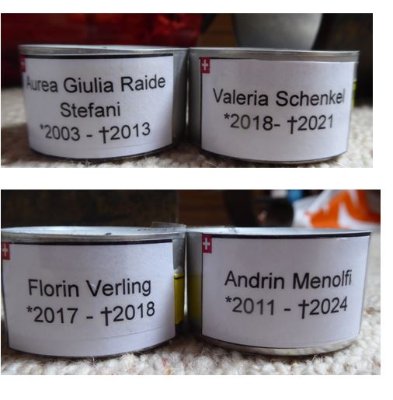 Aurea Giulia Raide
Stefani
*2003 - †2013
Valeria Schenkel
*2018- †2021
Florin Verling
*2017 - †2018
Andrin Menolfi
*2011 - †2024